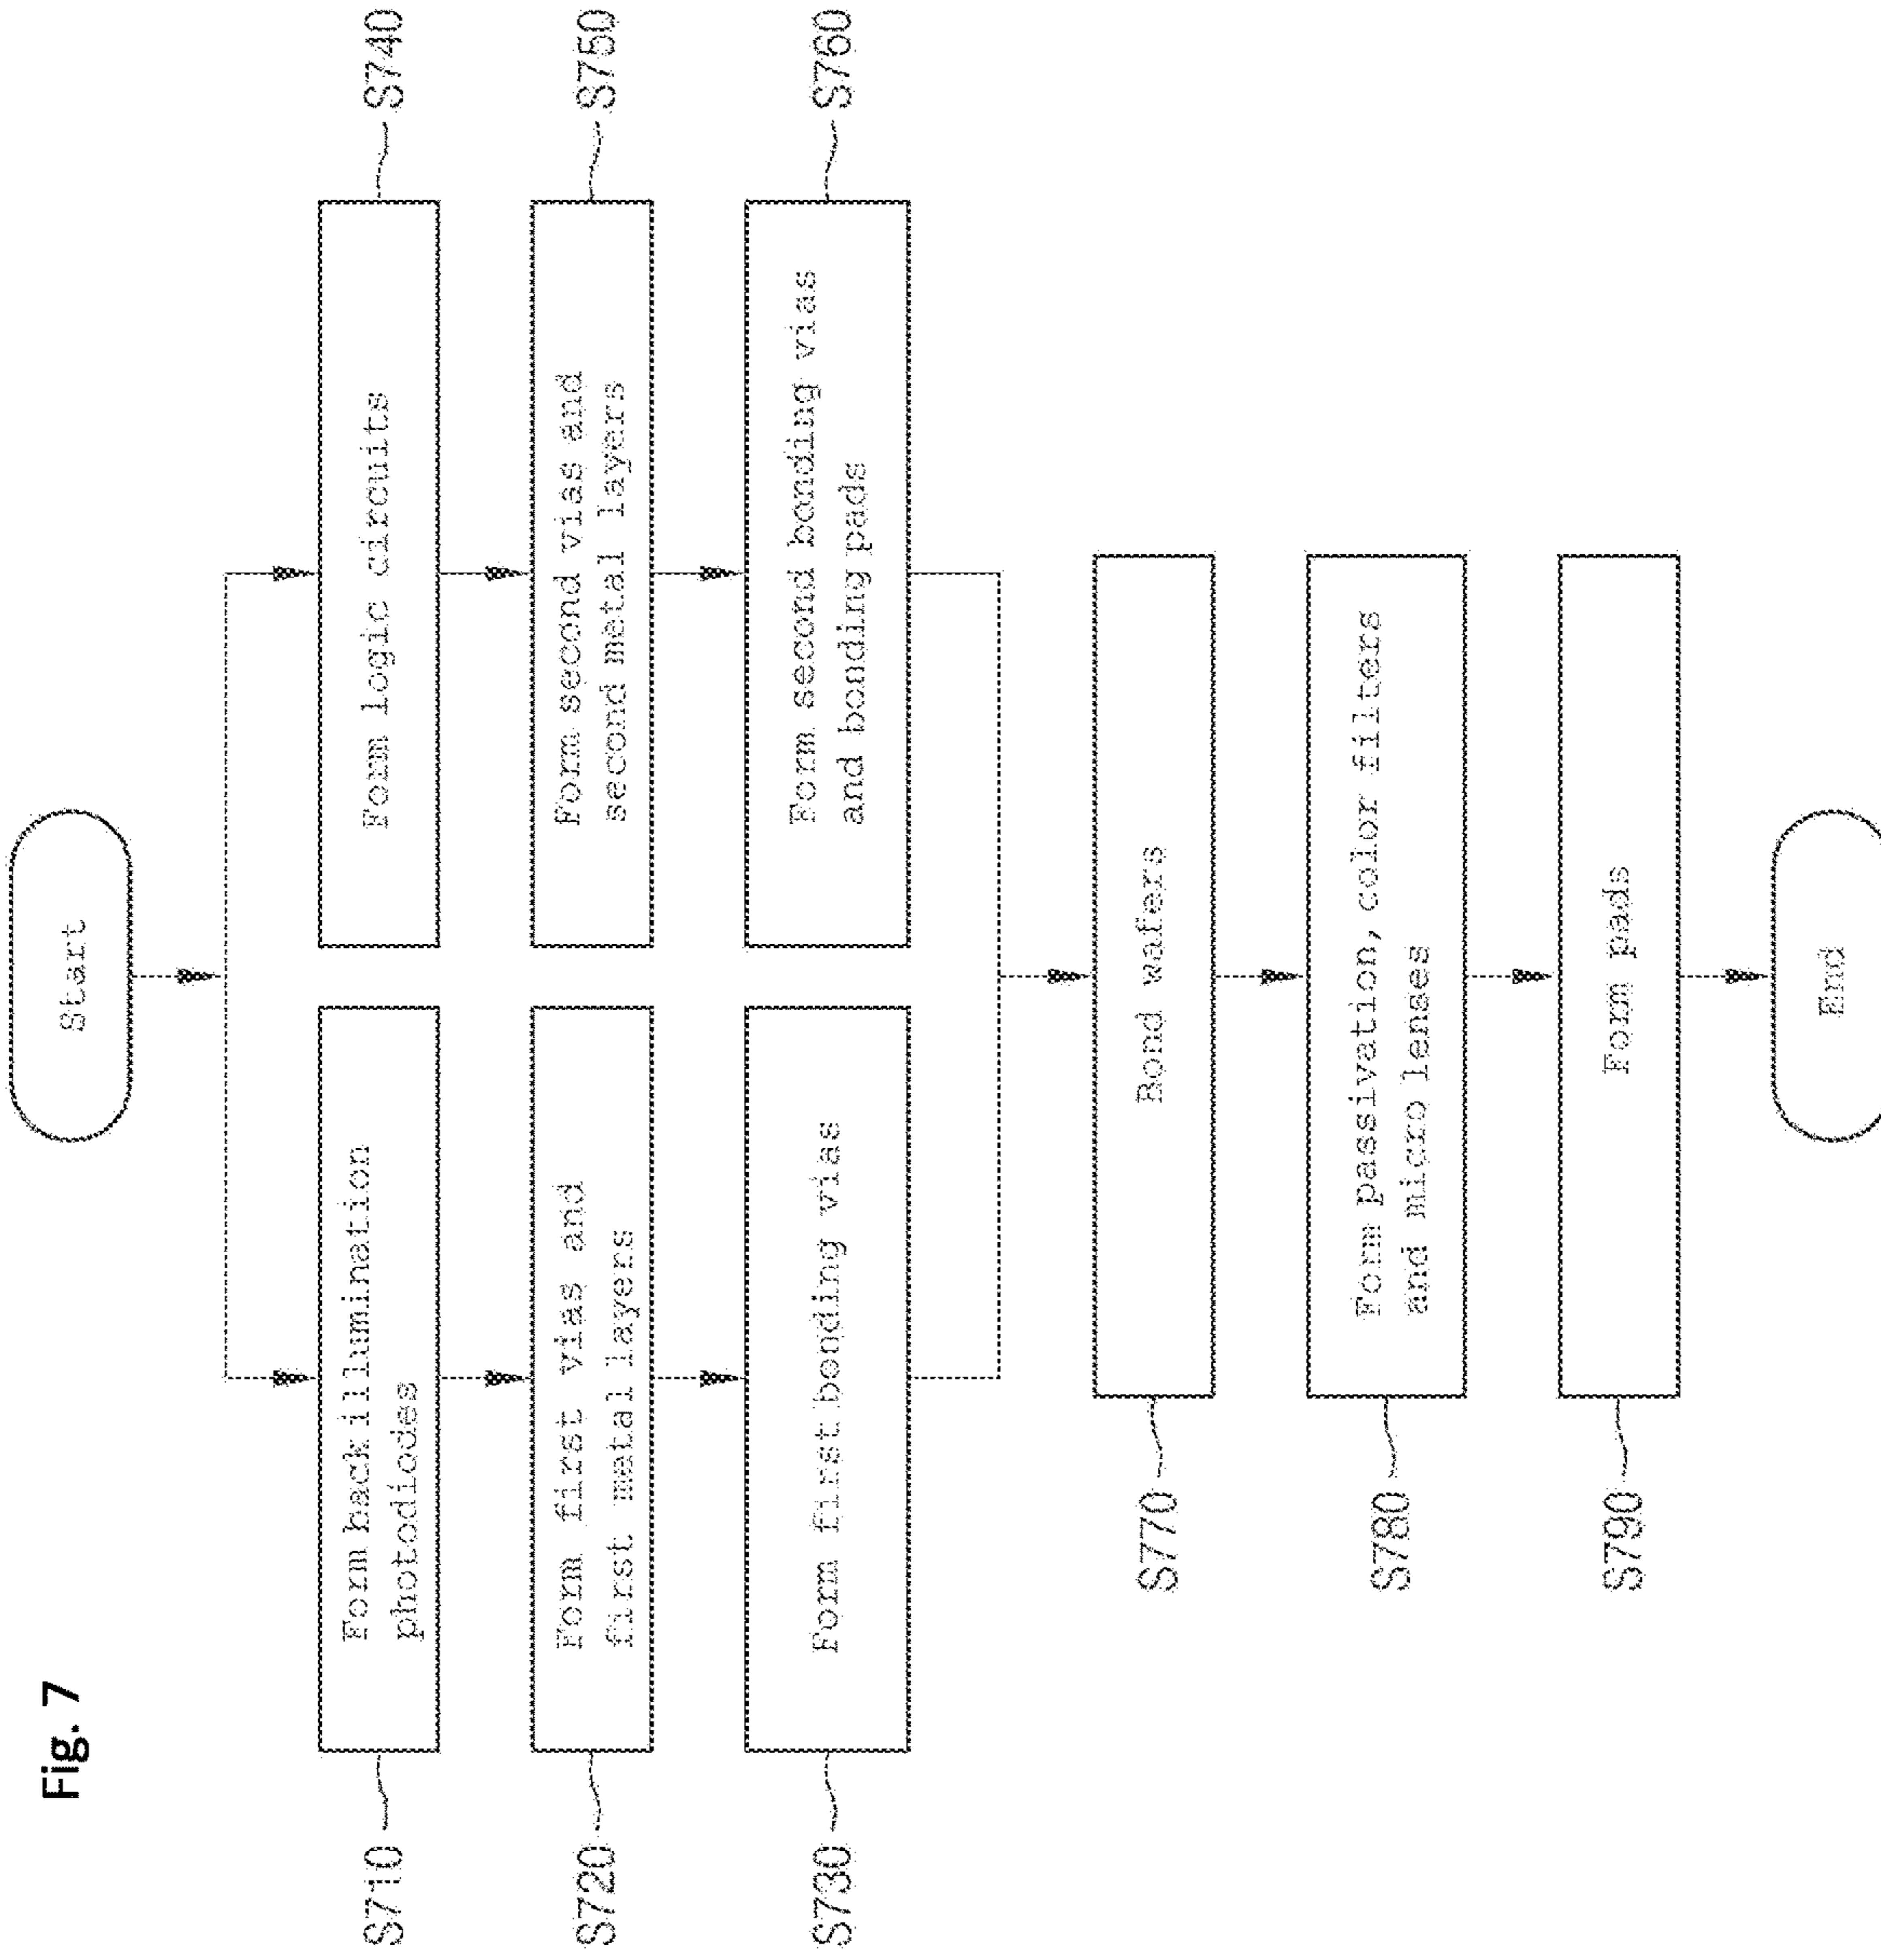 Fig. 7
Start
S710
Form back illumination
photodiodes
S720
Form first vias and
first metal layers
S730
Form first bonding vias
Form logic circuits
S740
Form second vias and
second metal layers
S750
Form second bonding vias
and bonding pads
S760
S770
Bond wafers
S780
Form passivation, color filters
and micro lenses
S790
Form pads
End